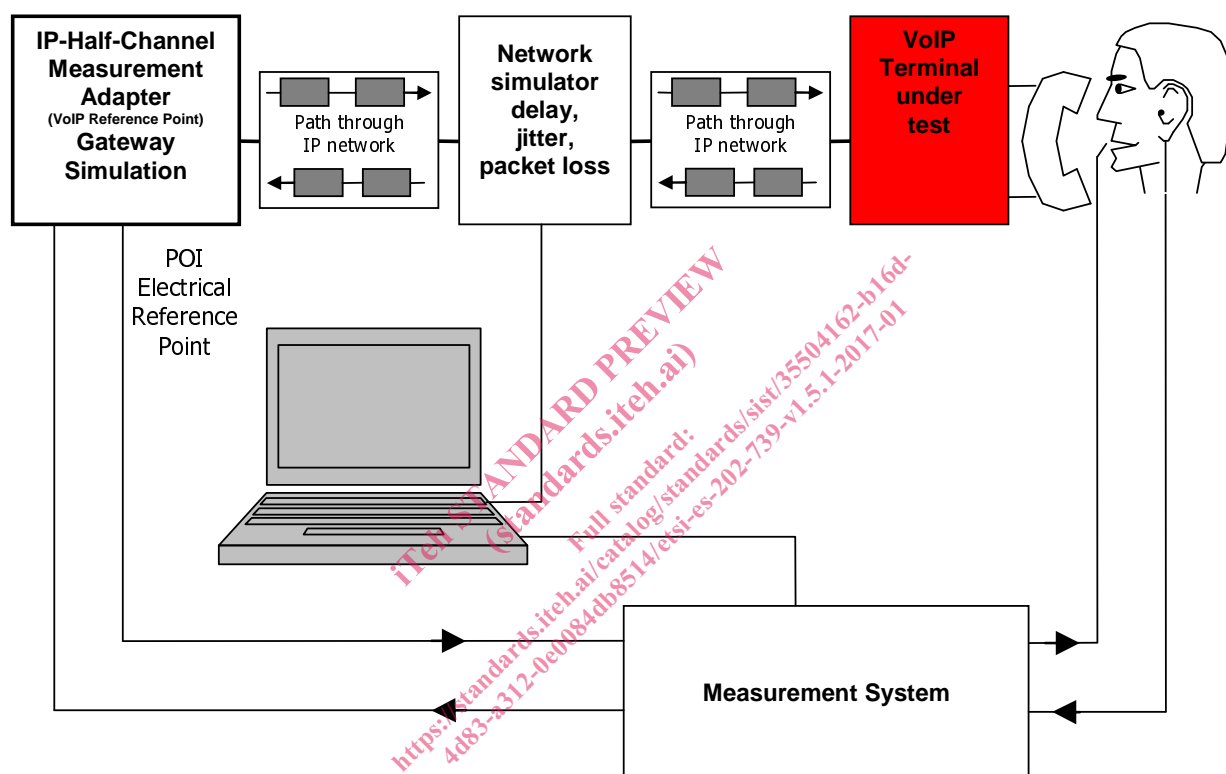 IP-Half-Channel
Measurement
Adapter
(VoIP Reference Point)
Gateway
Simulation
Path through
IP network
Network
simulator
delay,
jitter,
packet loss
Path through
IP network
VoIP
Terminal
under
test
POI
Electrical
Reference
Point
Measurement System
iTeh STANDARD PREVIEW
(standards.iteh.ai)
Full standard:
https://standards.iteh.ai/catalog/standards/sist/35504162-b16d-
4d83-a312-0e0084db8514/etsi-es-202-739-v1.5.1-2017-01